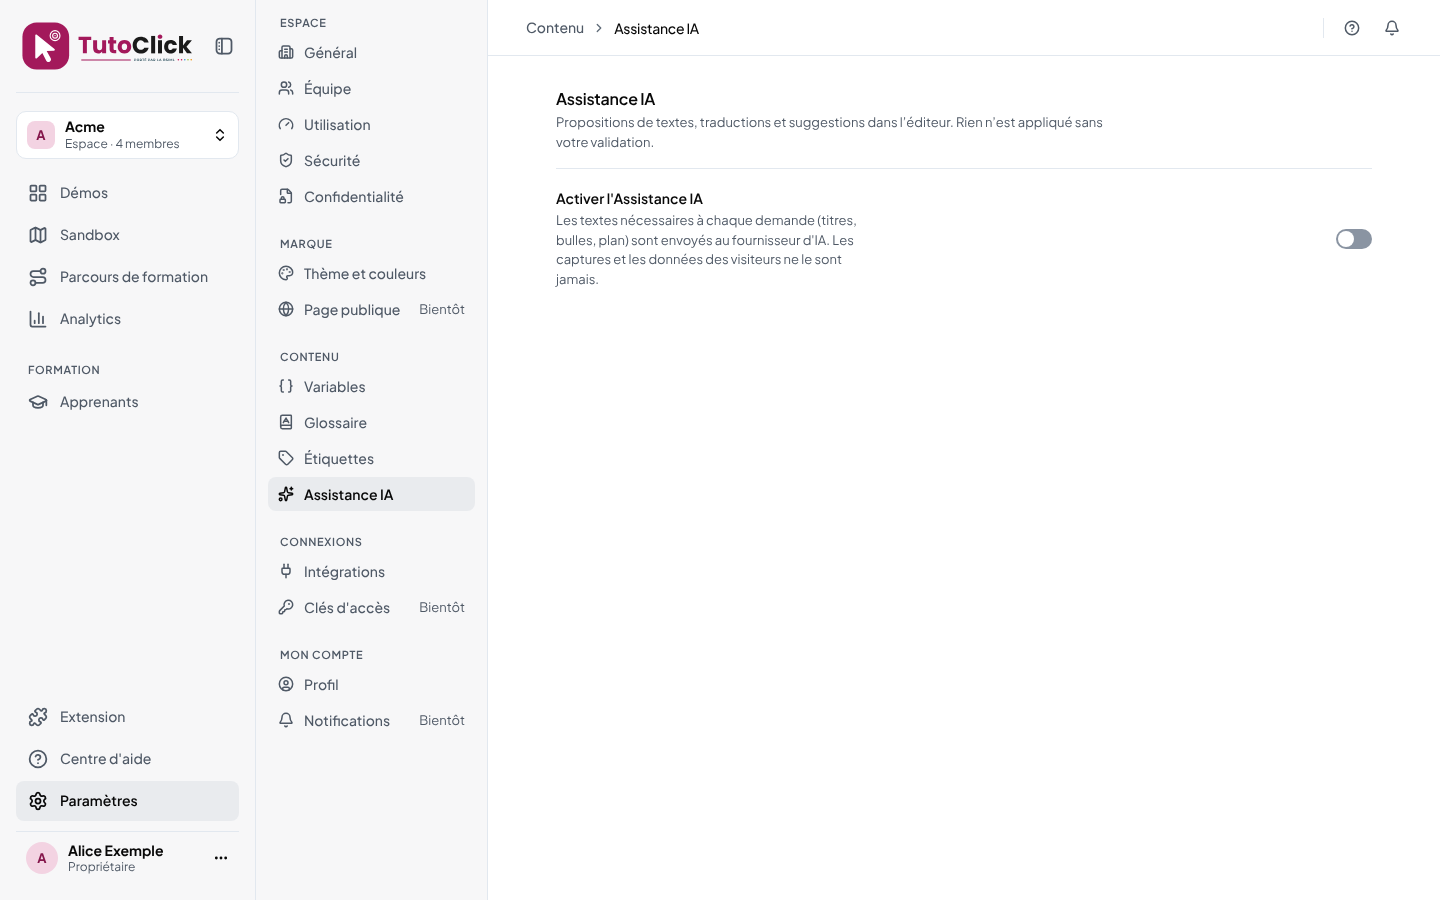 TutoClick
A
Acme
Espace · 4 membres
Démos
Sandbox
Parcours de formation
Analytics
FORMATION
Apprenants
Extension
Centre d'aide
Paramètres
A
Alice Exemple
Propriétaire
ESPACE
Général
Équipe
Utilisation
Sécurité
Confidentialité
MARQUE
Thème et couleurs
Page publique Bientôt
CONTENU
Variables
Glossaire
Étiquettes
Assistance IA
CONNEXIONS
Intégrations
Clés d'accès Bientôt
MON COMPTE
Profil
Notifications Bientôt
Contenu > Assistance IA
Assistance IA
Propositions de textes, traductions et suggestions dans l'éditeur. Rien n'est appliqué sans
votre validation.
Activer l'Assistance IA
Les textes nécessaires à chaque demande (titres,
bulles, plan) sont envoyés au fournisseur d'IA. Les
captures et les données des visiteurs ne le sont
jamais.